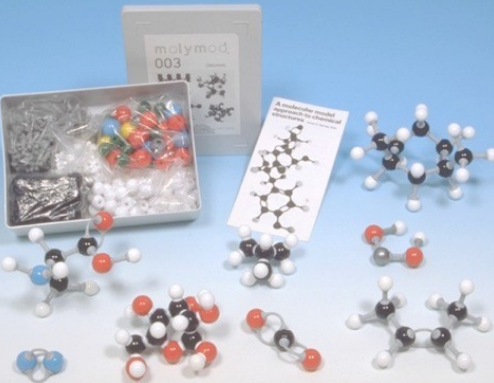 molymod
003
A molecular model
approach to chemical
structures